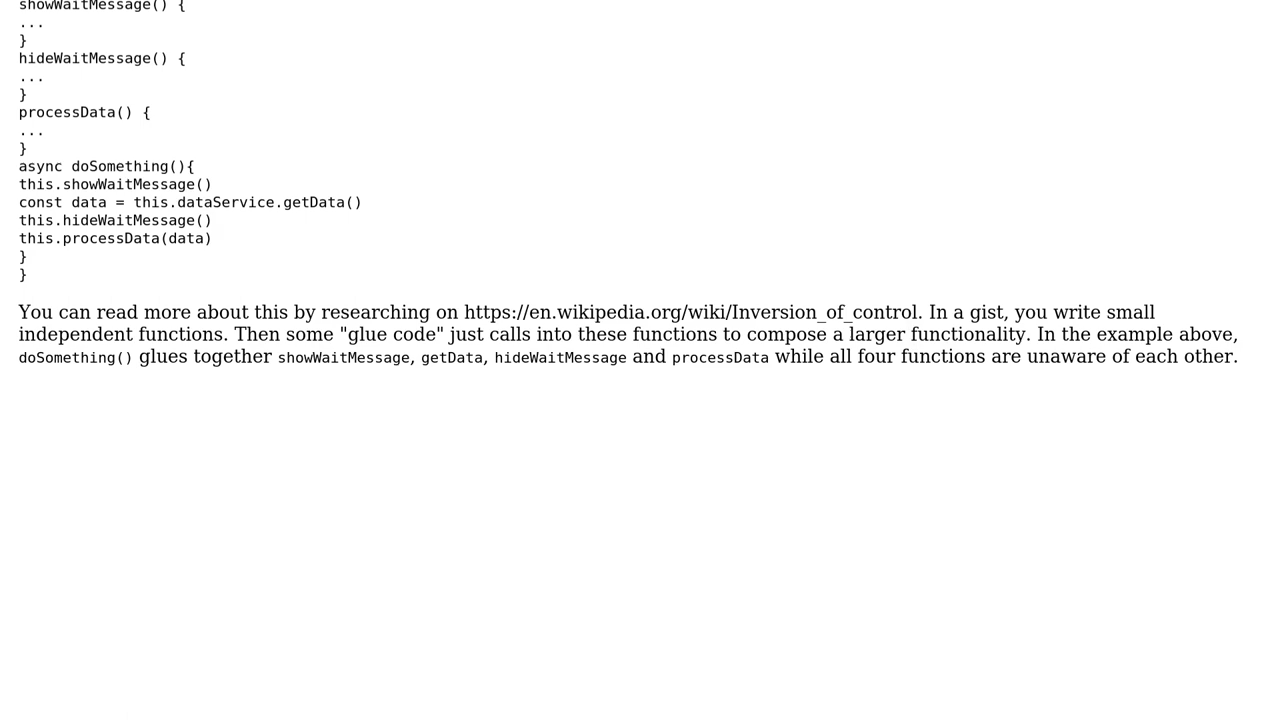 showWaitMessage() {
...
}
hideWaitMessage() {
...
}
processData() {
...
}
async doSomething(){
this.showWaitMessage()
const data = this.dataService.getData()
this.hideWaitMessage()
this.processData(data)
}
}
You can read more about this by researching on https://en.wikipedia.org/wiki/Inversion_of_control. In a gist, you write small
independent functions. Then some "glue code" just calls into these functions to compose a larger functionality. In the example above,
doSomething() glues together showWaitMessage, getData, hideWaitMessage and processData while all four functions are unaware of each other.